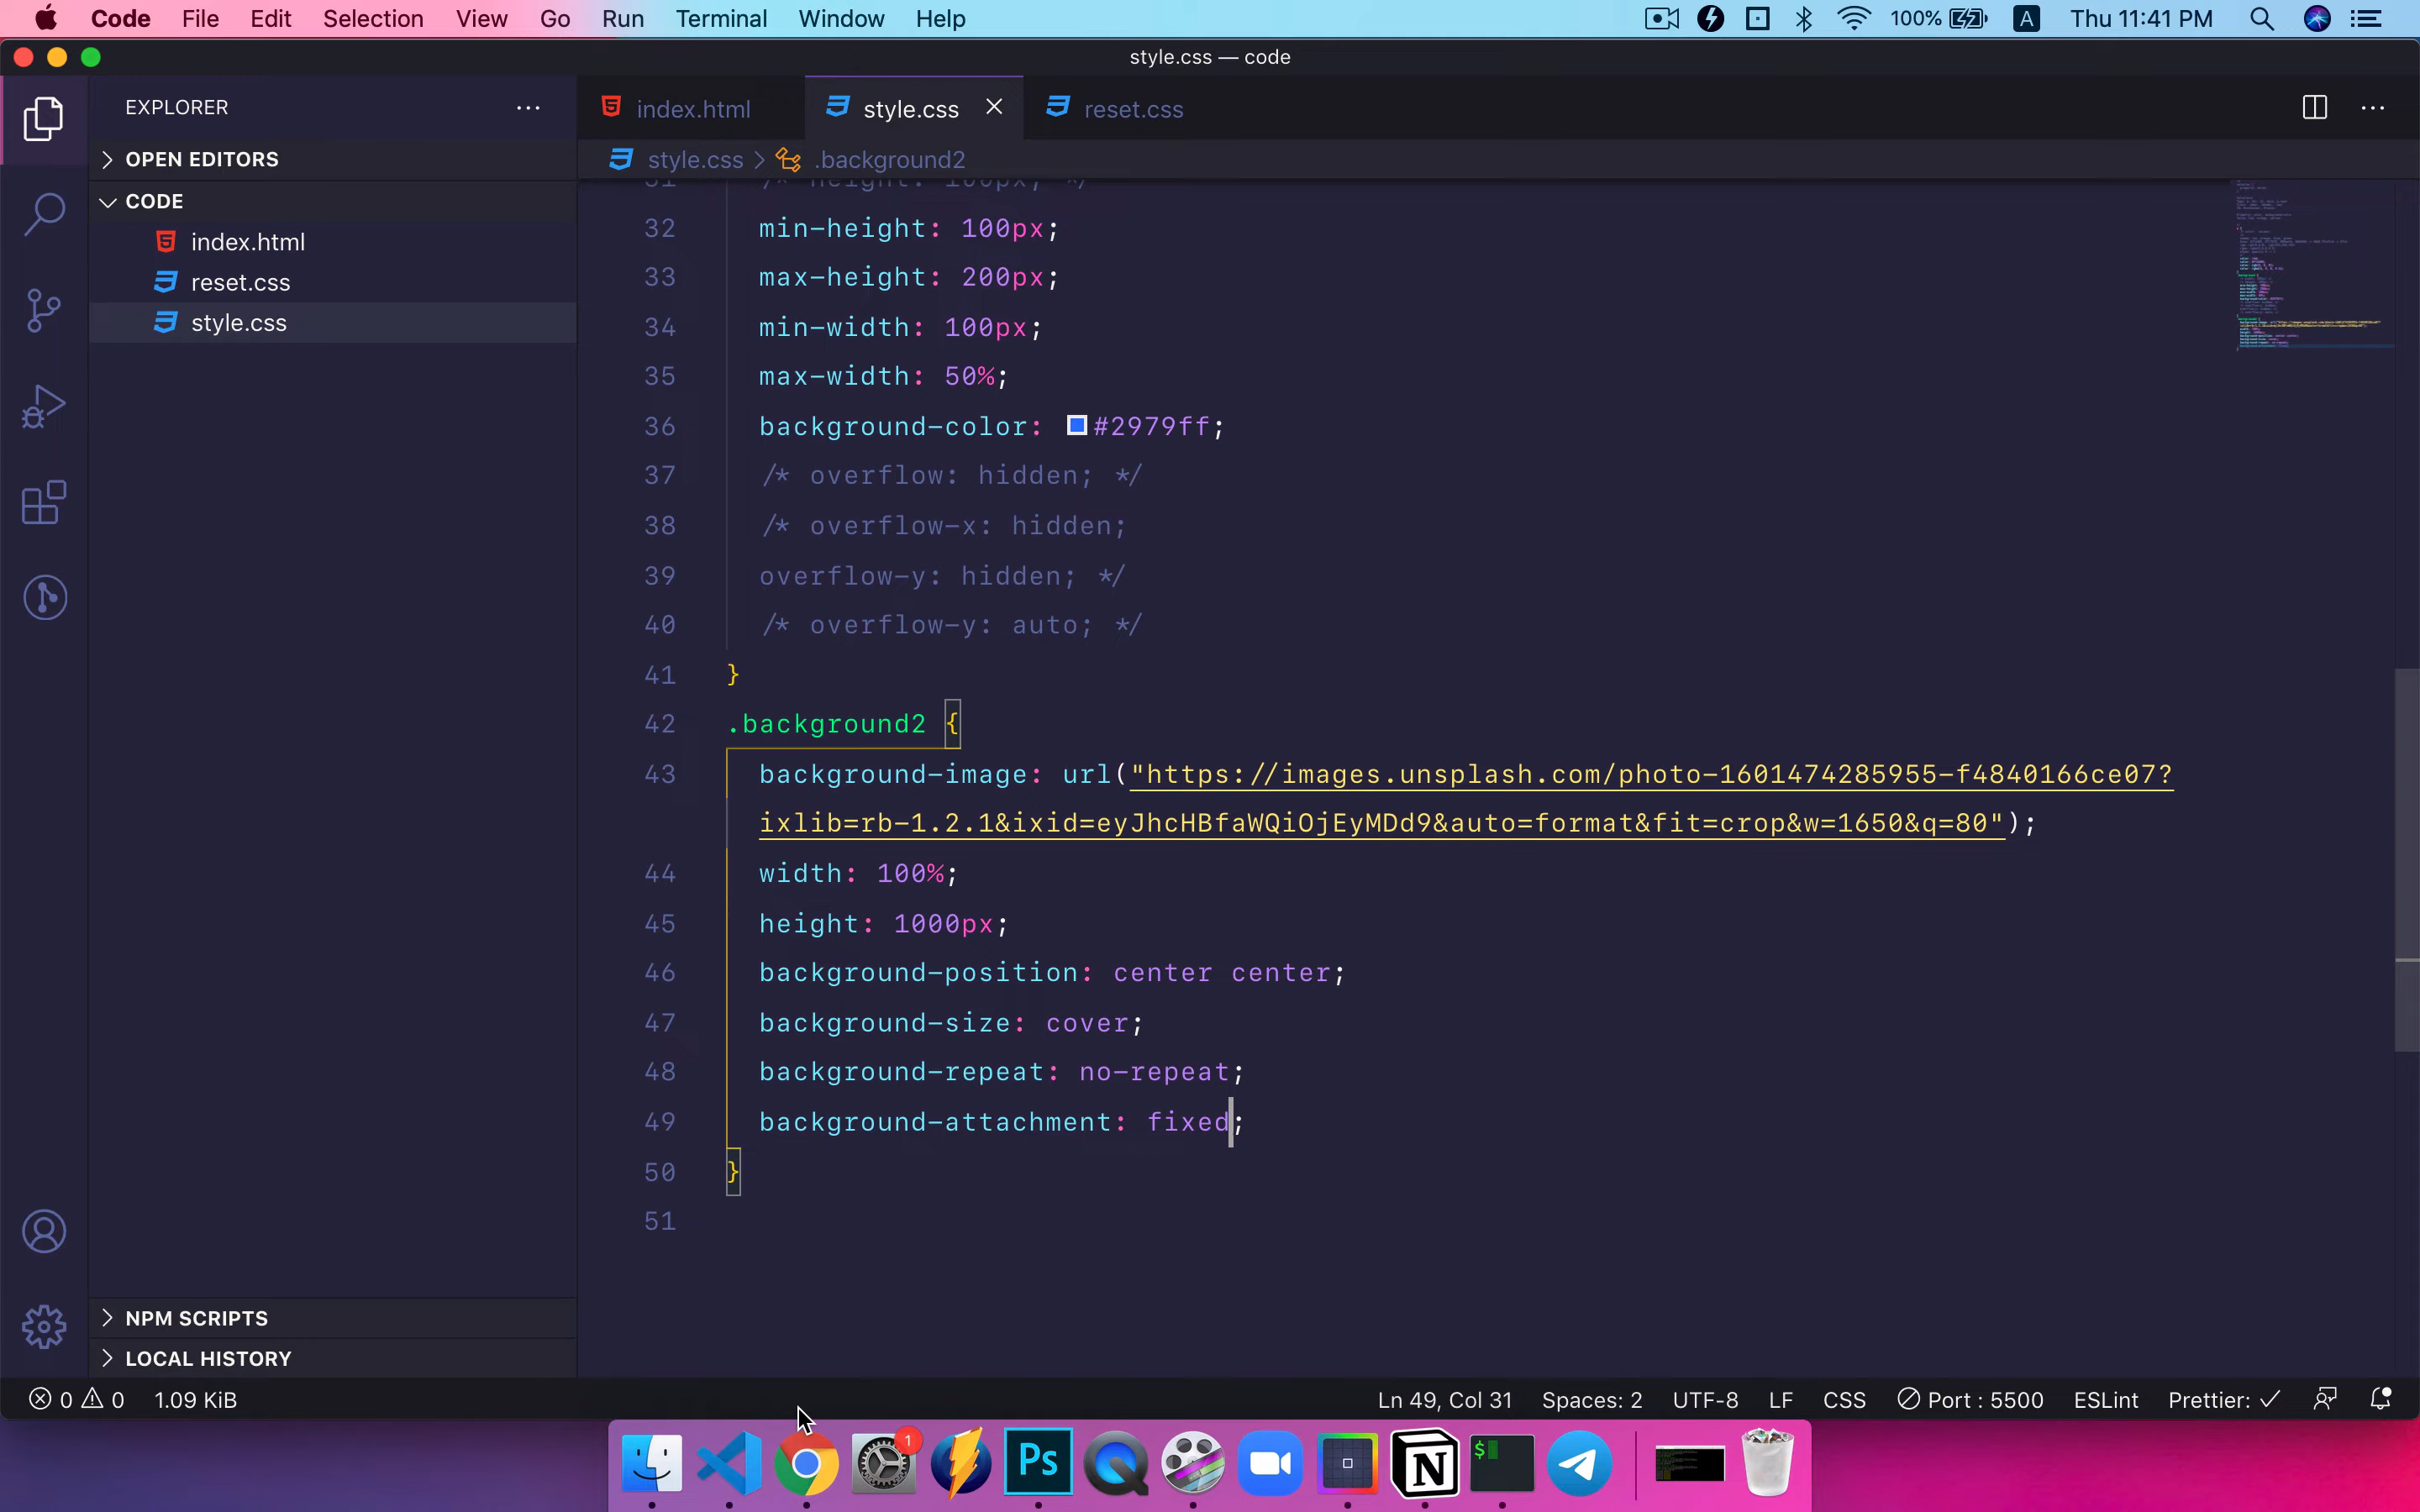 Code File Edit Selection View Go Run Terminal Window Help
100% A Thu 11:41 PM
style.css — code
EXPLORER
index.html
style.css
reset.css
OPEN EDITORS
style.css > .background2
CODE
index.html
reset.css
style.css
31 /* height: 100px; */
32 min-height: 100px;
33 max-height: 200px;
34 min-width: 100px;
35 max-width: 50%;
36 background-color: #2979ff;
37 /* overflow: hidden; */
38 /* overflow-x: hidden;
39 overflow-y: hidden; */
40 /* overflow-y: auto; */
41 }
42 .background2 {
43 background-image: url("https://images.unsplash.com/photo-1601474285955-f4840166ce07?
ixlib=rb-1.2.1&ixid=eyJhcHBfaWQiOjEyMDd9&auto=format&fit=crop&w=1650&q=80");
44 width: 100%;
45 height: 1000px;
46 background-position: center center;
47 background-size: cover;
48 background-repeat: no-repeat;
49 background-attachment: fixed;
50 }
51
NPM SCRIPTS
LOCAL HISTORY
0 0 1.09 KiB
Ln 49, Col 31 Spaces: 2 UTF-8 LF CSS Port : 5500 ESLint Prettier: ✓
1
Ps
N
$